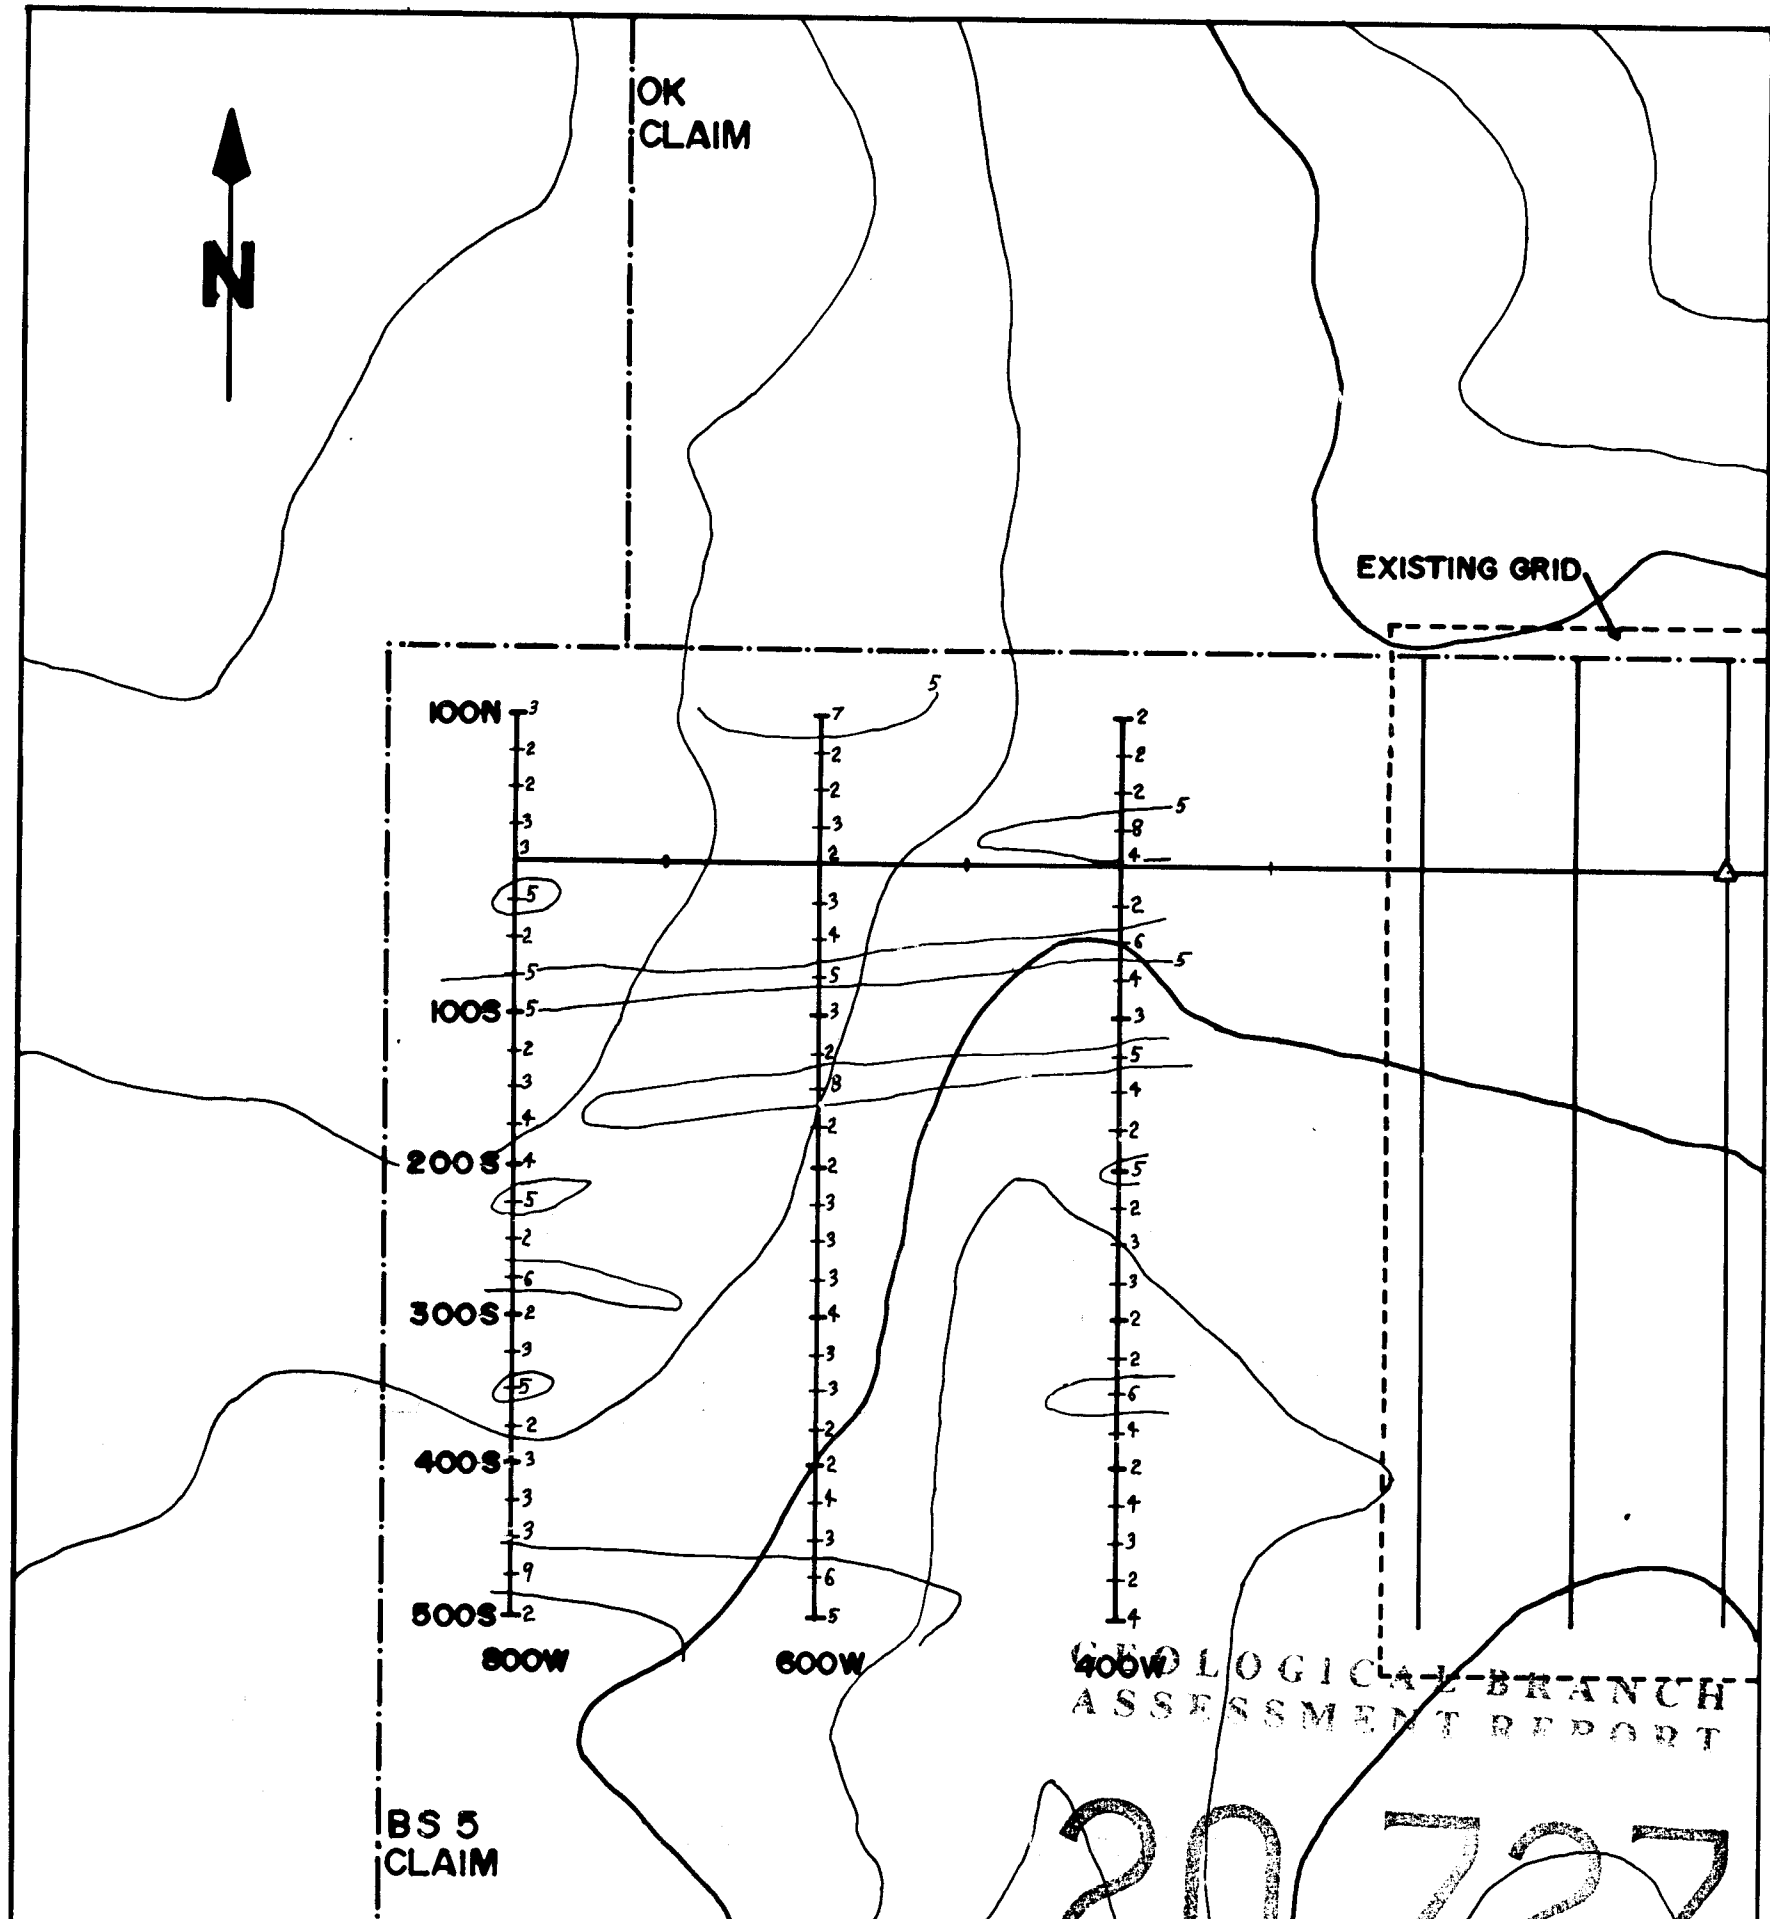 OK
CLAIM
N
EXISTING GRID
5
100N 3 7 2
2 2 2
2 2 2 5
3 3 8
3 2 4
5 3 2
2 4 6
5 5 4 5
100S 5 3 3
2 2 5
3 8 4
4 2 2
200S 4 2 5
5 3 2
2 3 3
6 3 3
300S 2 4 2
3 3 2
5 3 6
2 2 4
400S 3 2 2
3 4 4
3 3 3
9 6 2
500S 2 5 4
800W 600W 400W
GEOLOGICAL BRANCH
ASSESSMENT REPORT
BS 5
CLAIM
20 727